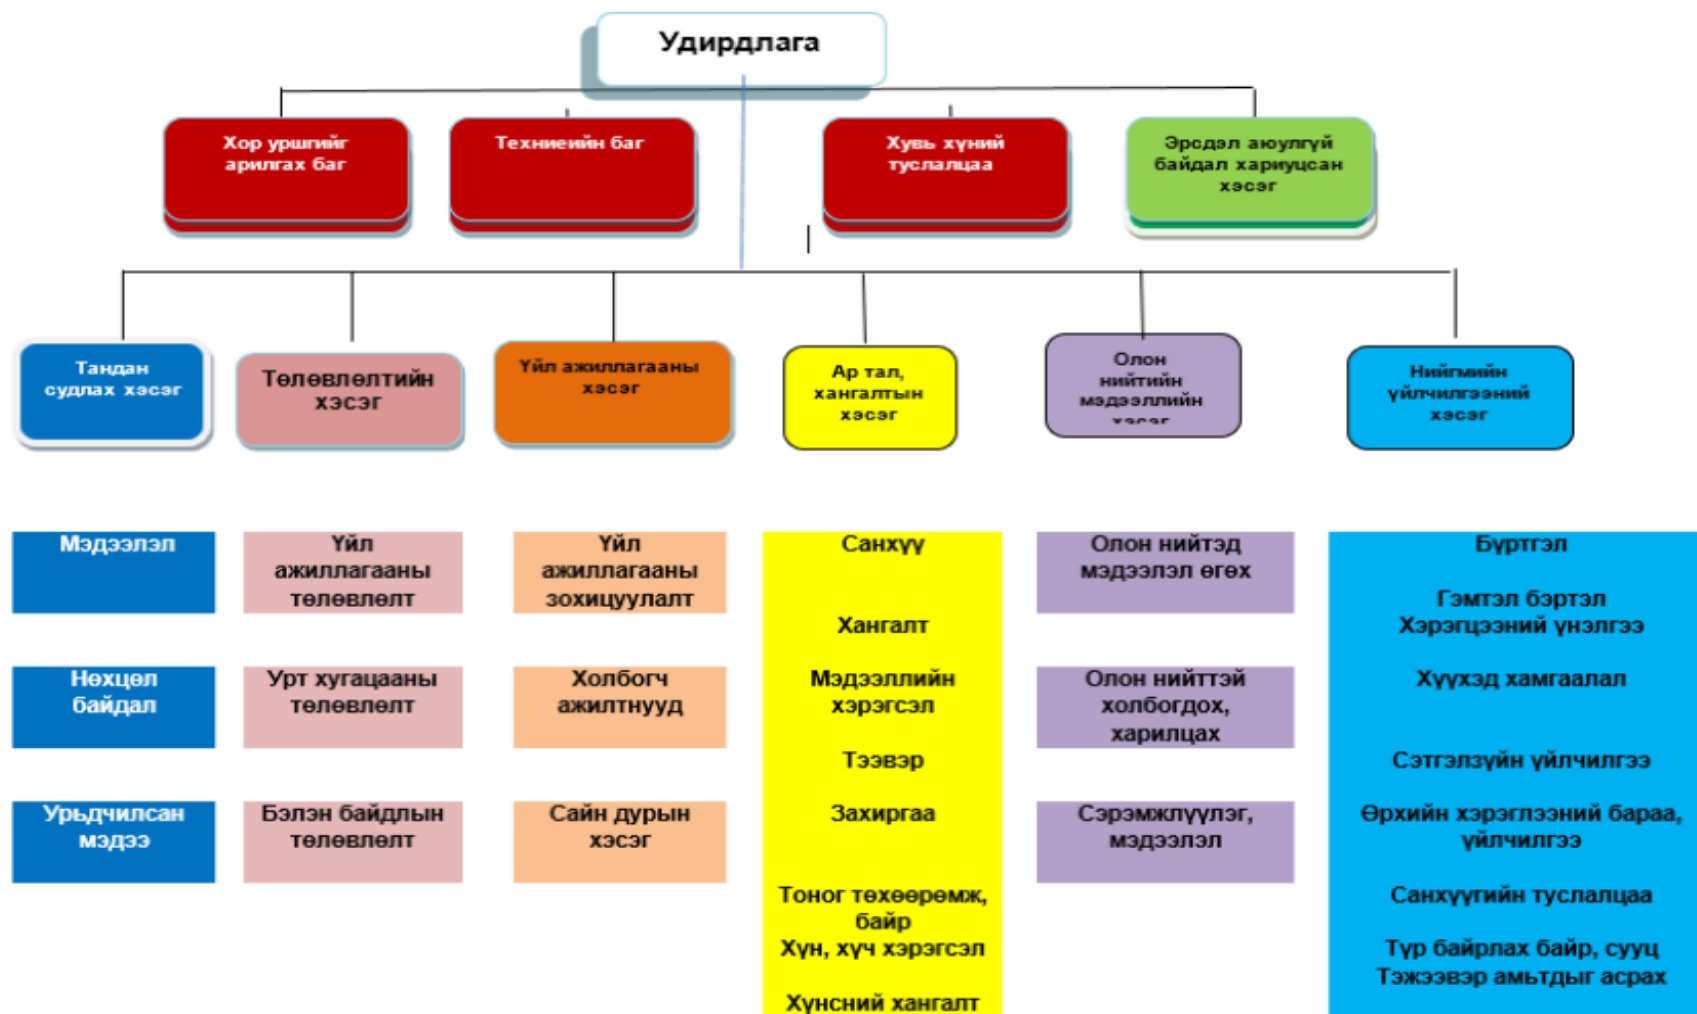 Удирдлага
Хор уршгийг
арилгах баг
Техниеийн баг
Хувь хүний
туслалцаа
Эрсдэл аюулгүй
байдал хариуцсан
хэсэг
Тандан
судлах хэсэг
Төлөвлөлтийн
хэсэг
Үйл ажиллагааны
хэсэг
Ар тал,
хангалтын
хэсэг
Олон
нийтийн
мэдээллийн
хэсэг
Нийгмийн
үйлчилгээний
хэсэг
Мэдээлэл
Нөхцөл
байдал
Урьдчилсан
мэдээ
Үйл
ажиллагааны
төлөвлөлт
Урт хугацааны
төлөвлөлт
Бэлэн байдлын
төлөвлөлт
Үйл
ажиллагааны
зохицуулалт
Холбогч
ажилтнууд
Сайн дурын
хэсэг
Санхүү
Хангалт
Мэдээллийн
хэрэгсэл
Тээвэр
Захиргаа
Тоног төхөөрөмж,
байр
Хүн, хүч хэрэгсэл
Хүнсний хангалт
Олон нийтэд
мэдээлэл өгөх
Олон нийттэй
холбогдох,
харилцах
Сэрэмжлүүлэг,
мэдээлэл
Бүртгэл
Гэмтэл бэртэл
Хэрэгцээний үнэлгээ
Хүүхэд хамгаалал
Сэтгэлзүйн үйлчилгээ
Өрхийн хэрэглээний бараа,
үйлчилгээ
Санхүүгийн туслалцаа
Түр байрлах байр, сууц
Тэжээвэр амьтдыг асрах